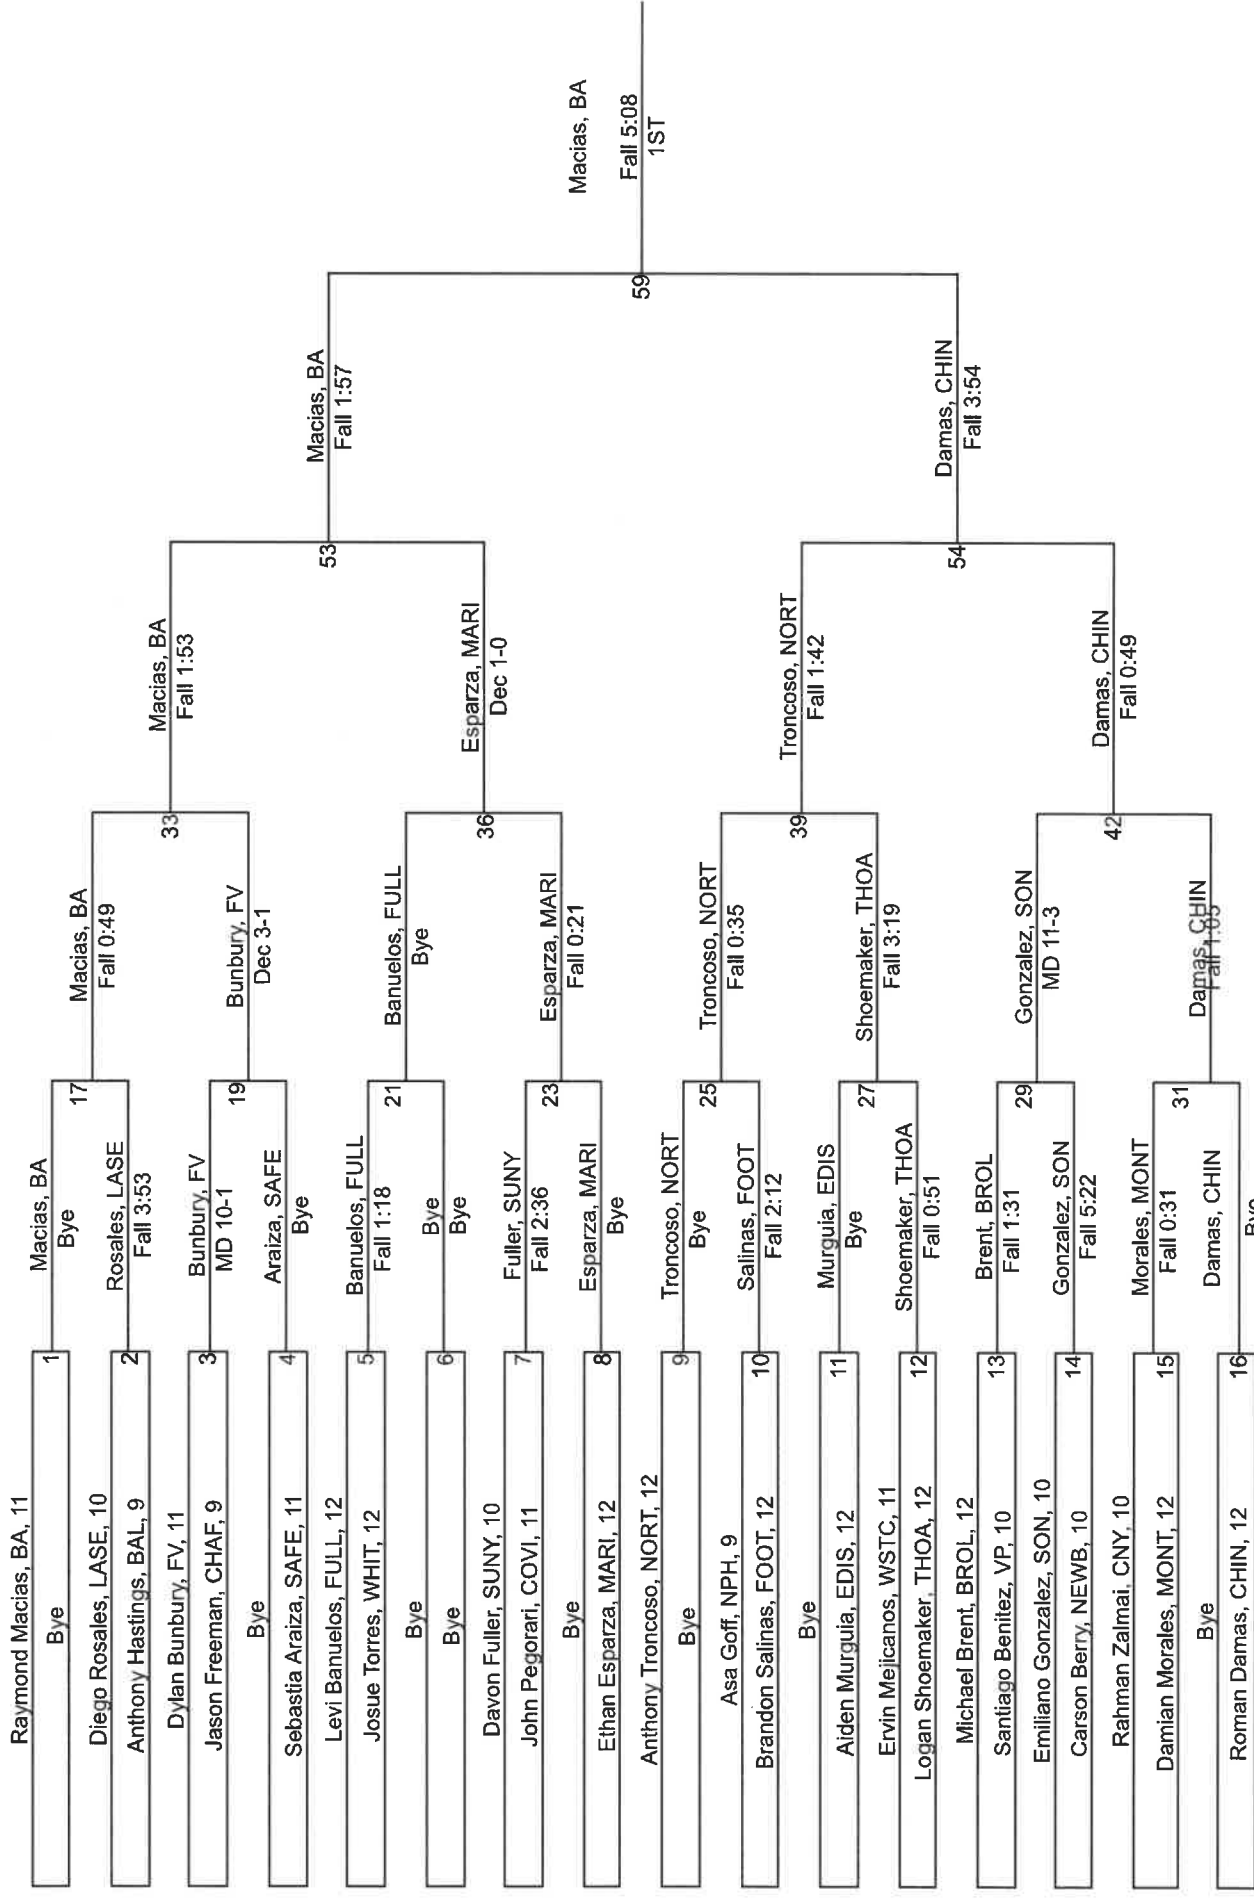 Raymond Macias, BA, 11
Bye
1
Diego Rosales, LASE, 10
Anthony Hastings, BAL, 9
2
Dylan Bunbury, FV, 11
Jason Freeman, CHAF, 9
3
Bye
Sebastia Araiza, SAFE, 11
4
Levi Banuelos, FULL, 12
Josue Torres, WHIT, 12
5
Bye
Bye
6
Davon Fuller, SUNY, 10
John Pegorari, COVI, 11
7
Bye
Ethan Esparza, MARI, 12
8
Anthony Troncoso, NORT, 12
Bye
9
Asa Goff, NPH, 9
Brandon Salinas, FOOT, 12
10
Bye
Aiden Murguia, EDIS, 12
11
Ervin Mejicanos, WSTC, 11
Logan Shoemaker, THOA, 12
12
Michael Brent, BROL, 12
Santiago Benitez, VP, 10
13
Emiliano Gonzalez, SON, 10
Carson Berry, NEWB, 10
14
Rahman Zalmai, CNY, 10
Damian Morales, MONT, 12
15
Bye
Roman Damas, CHIN, 12
16
Macias, BA
Bye
17
Rosales, LASE
Fall 3:53
Bunbury, FV
MD 10-1
19
Araiza, SAFE
Bye
Banuelos, FULL
Fall 1:18
21
Bye
Bye
Fuller, SUNY
Fall 2:36
23
Esparza, MARI
Bye
Troncoso, NORT
Bye
25
Salinas, FOOT
Fall 2:12
Murguia, EDIS
Bye
27
Shoemaker, THOA
Fall 0:51
Brent, BROL
Fall 1:31
29
Gonzalez, SON
Fall 5:22
Morales, MONT
Fall 0:31
31
Damas, CHIN
Bye
Macias, BA
Fall 0:49
33
Bunbury, FV
Dec 3-1
Banuelos, FULL
Bye
36
Esparza, MARI
Fall 0:21
Troncoso, NORT
Fall 0:35
39
Shoemaker, THOA
Fall 3:19
Gonzalez, SON
MD 11-3
42
Damas, CHIN
Fall 1:05
Macias, BA
Fall 1:53
53
Esparza, MARI
Dec 1-0
Troncoso, NORT
Fall 1:42
54
Damas, CHIN
Fall 0:49
Macias, BA
Fall 1:57
59
Damas, CHIN
Fall 3:54
Macias, BA
Fall 5:08
1ST